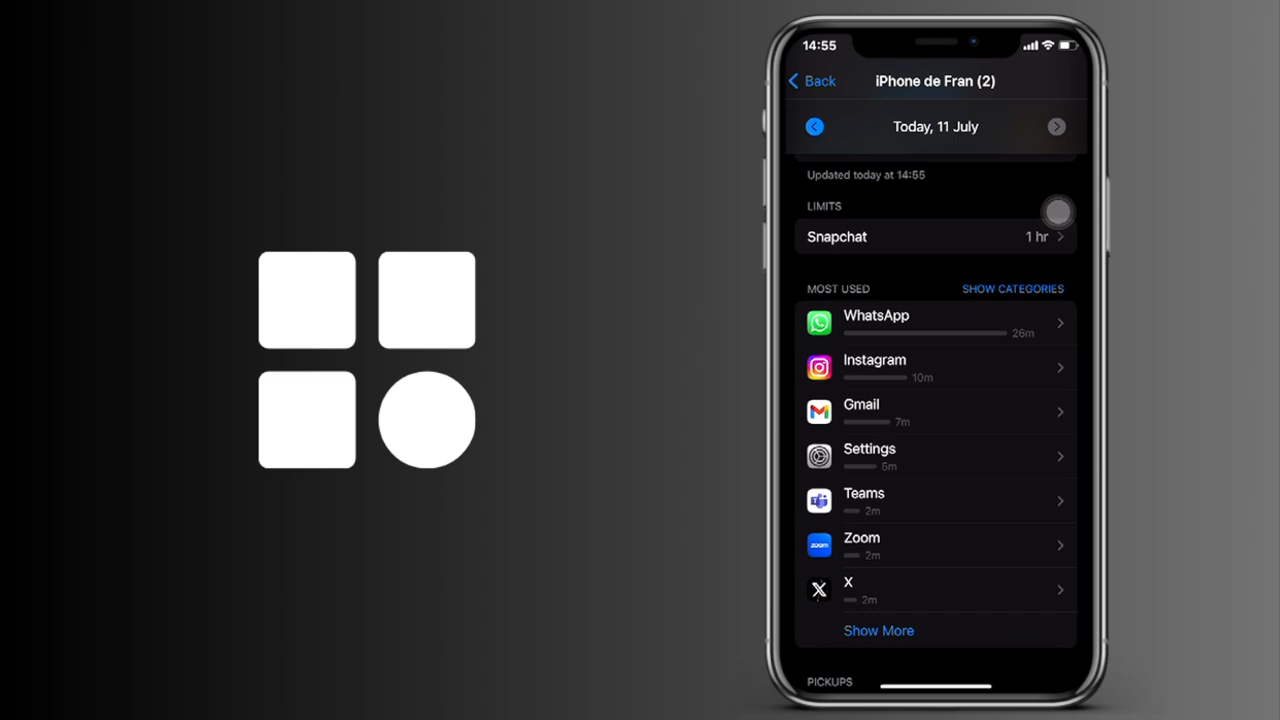 14:55
Back
iPhone de Fran (2)
Today, 11 July
Updated today at 14:55
LIMITS
Snapchat 1 hr
MOST USED SHOW CATEGORIES
WhatsApp
26m
Instagram
10m
Gmail
7m
Settings
5m
Teams
2m
zoom
Zoom
2m
X
2m
Show More
PICKUPS